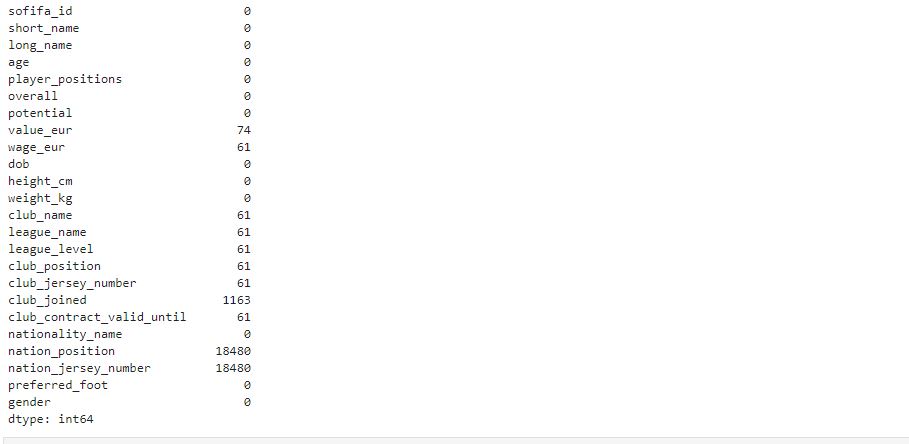 sofifa_id 0
short_name 0
long_name 0
age 0
player_positions 0
overall 0
potential 0
value_eur 74
wage_eur 61
dob 0
height_cm 0
weight_kg 0
club_name 61
league_name 61
league_level 61
club_position 61
club_jersey_number 61
club_joined 1163
club_contract_valid_until 61
nationality_name 0
nation_position 18480
nation_jersey_number 18480
preferred_foot 0
gender 0
dtype: int64